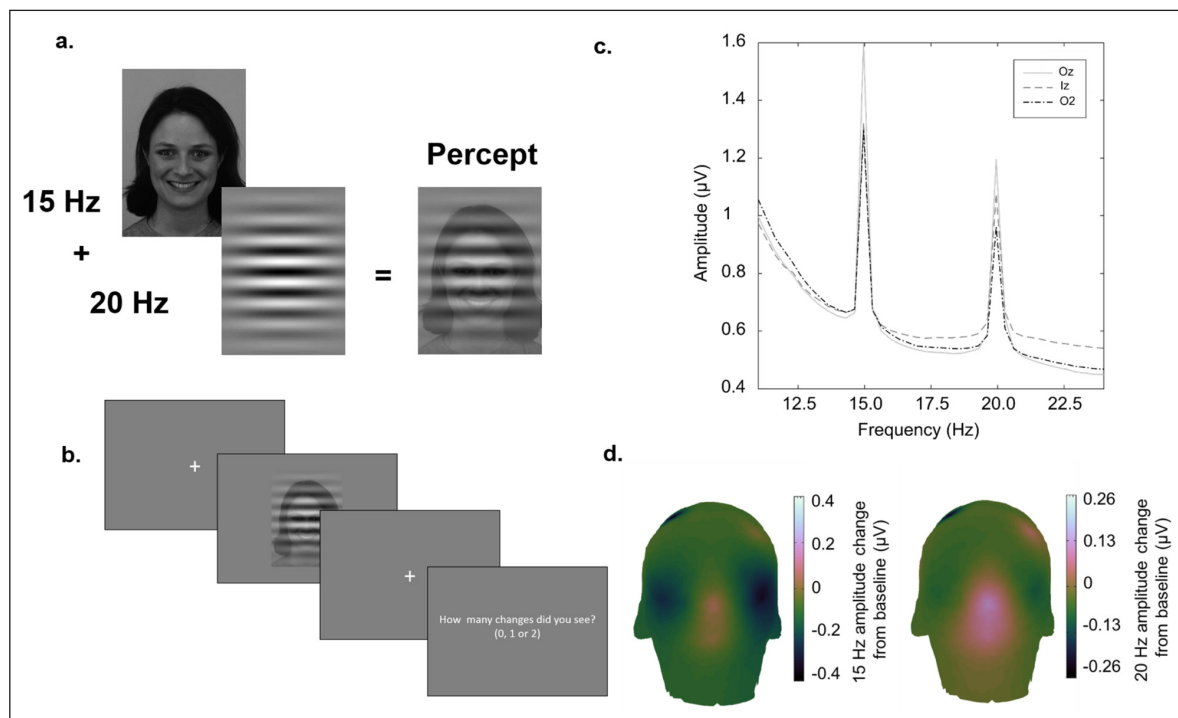 a.
15 Hz
+
20 Hz
=
Percept
b.
+
+
How many changes did you see?
(0, 1 or 2)
c.
1.6
1.4
1.2
1
0.8
0.6
0.4
Amplitude (µV)
12.5 15.0 17.5 20.0 22.5
Frequency (Hz)
Oz
Iz
O2
d.
0.4
0.2
0
-0.2
-0.4
15 Hz amplitude change
from baseline (µV)
0.26
0.13
0
-0.13
-0.26
20 Hz amplitude change
from baseline (µV)